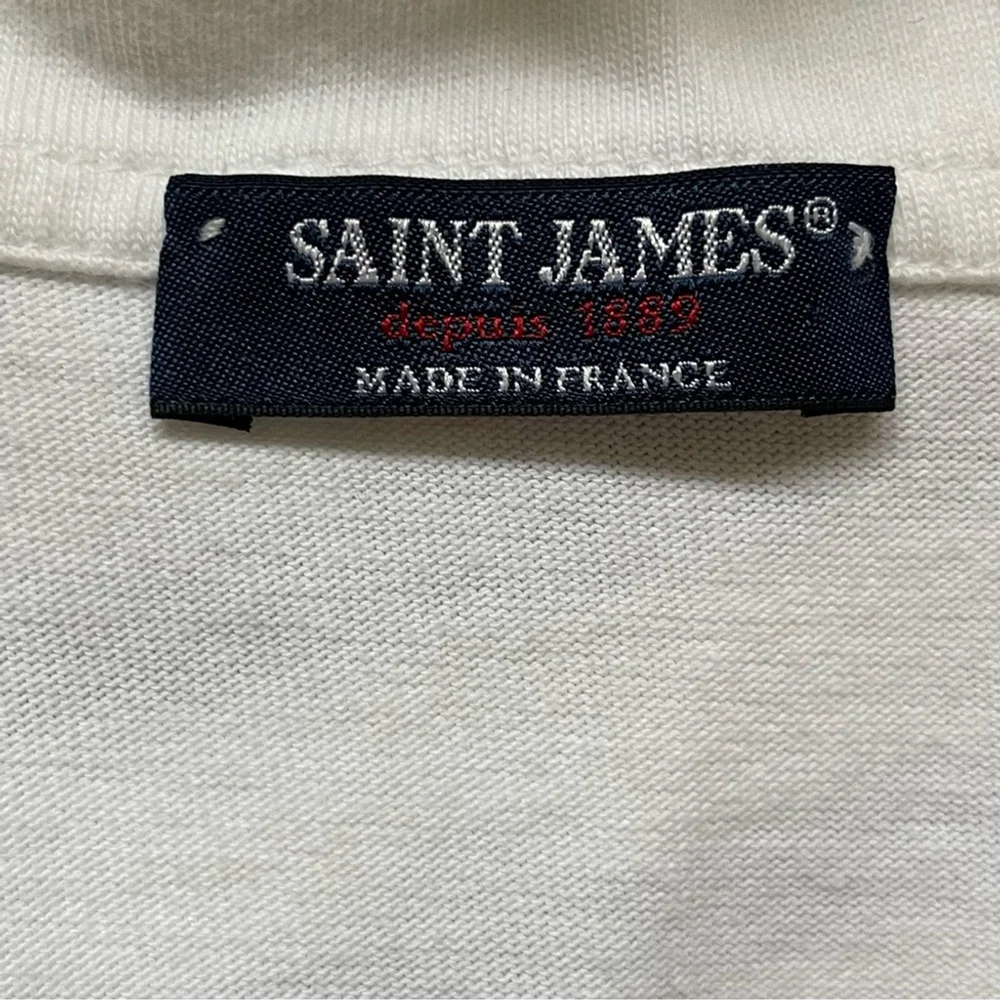 SAINT JAMES®
depuis 1889
MADE IN FRANCE